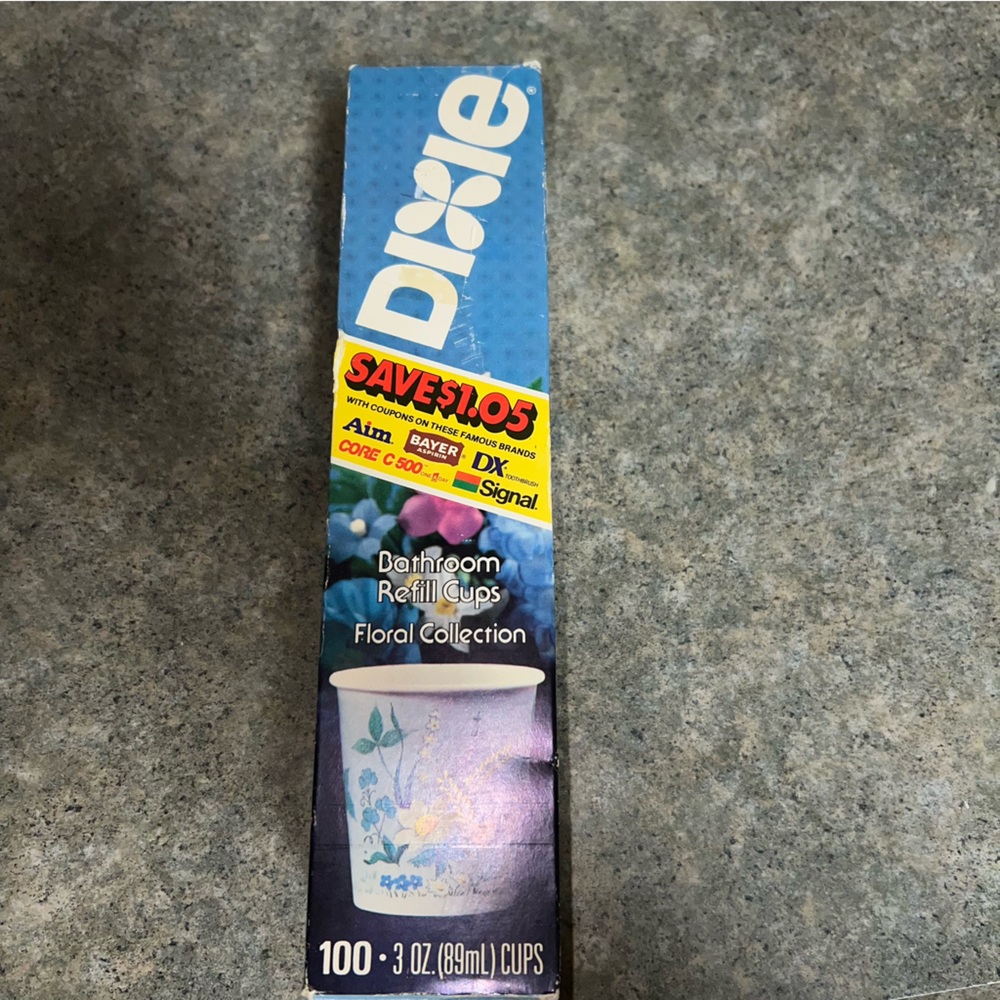 DIXIE®
SAVE $1.05
WITH COUPONS ON THESE FAMOUS BRANDS
Aim. BAYER ASPIRIN DX TOOTHBRUSH
CORE C 500 Signal.
Bathroom
Refill Cups
Floral Collection
100 • 3 OZ. (89mL) CUPS